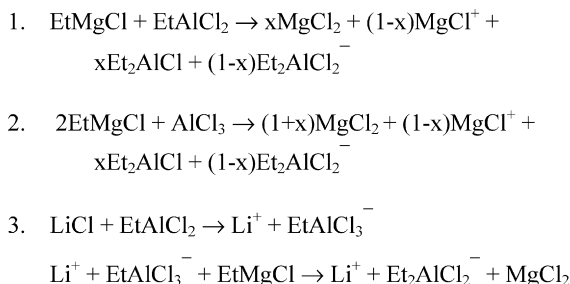 1. EtMgCl + EtAlCl₂ → xMgCl₂ + (1-x)MgCl⁺ +
xEt₂AlCl + (1-x)Et₂AlCl₂⁻
2. 2EtMgCl + AlCl₃ → (1+x)MgCl₂ + (1-x)MgCl⁺ +
xEt₂AlCl + (1-x)Et₂AlCl₂⁻
3. LiCl + EtAlCl₂ → Li⁺ + EtAlCl₃⁻
Li⁺ + EtAlCl₃⁻ + EtMgCl → Li⁺ + Et₂AlCl₂⁻ + MgCl₂